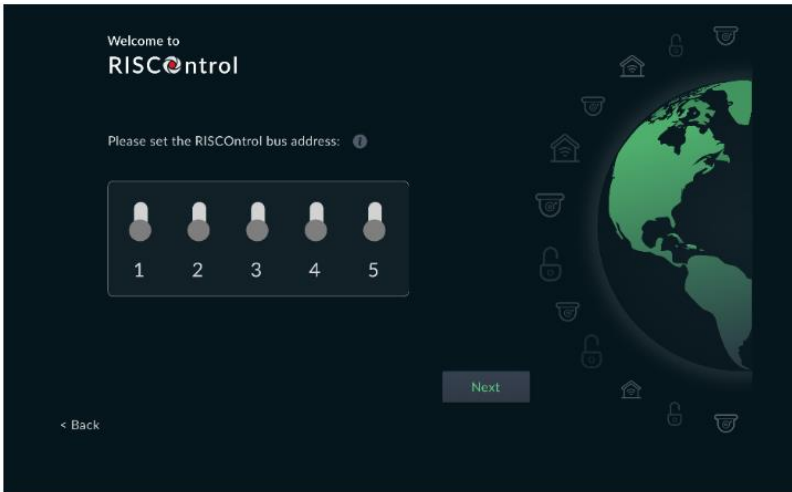 Welcome to
RISCOntrol
Please set the RISCOntrol bus address:
1 2 3 4 5
Next
< Back